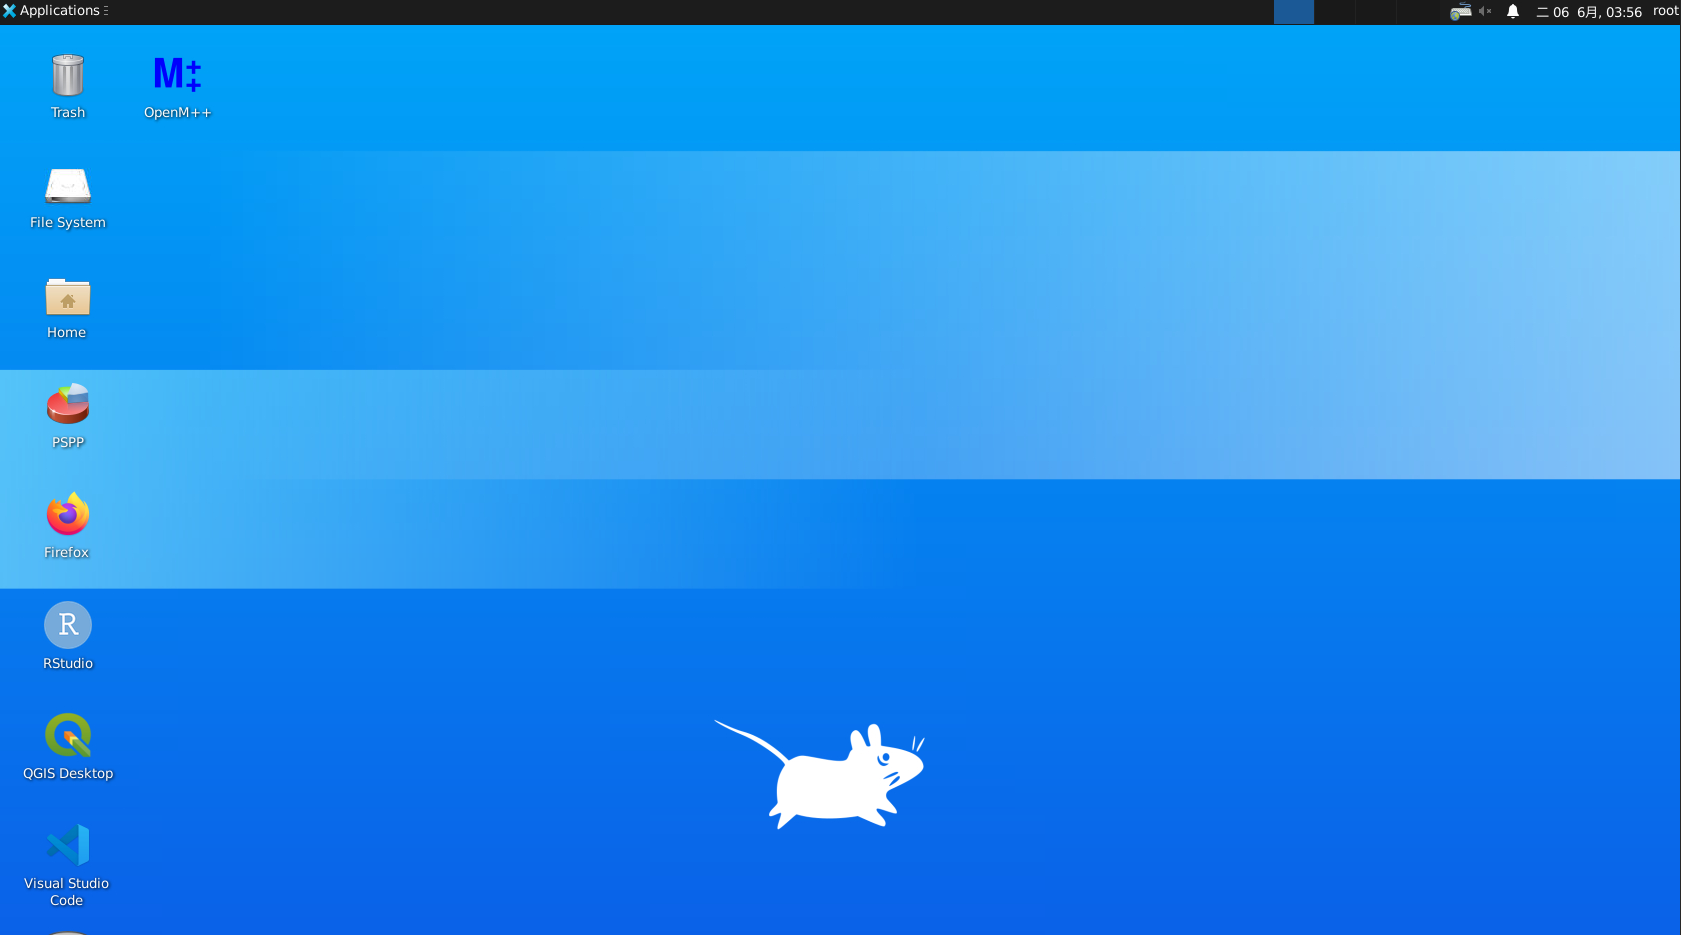 Applications
二 06 6月, 03:56
root
M++
Trash
OpenM++
File System
Home
PSPP
Firefox
R
RStudio
QGIS Desktop
Visual Studio
Code